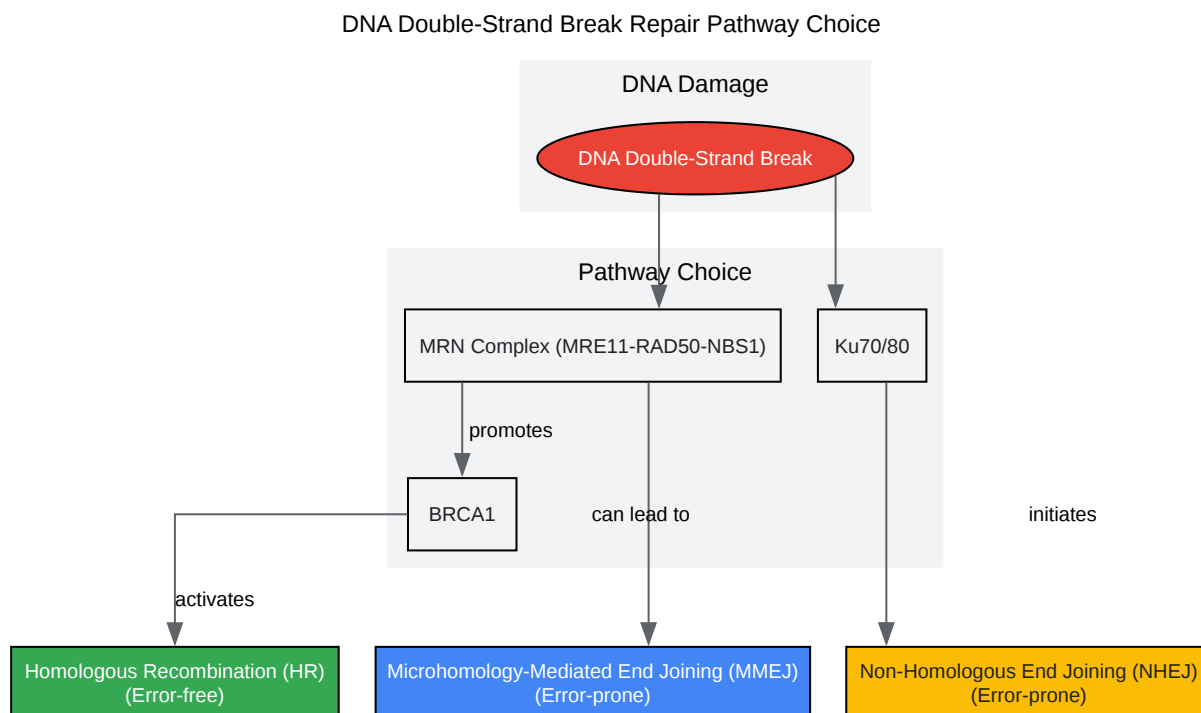 DNA Double-Strand Break Repair Pathway Choice
DNA Damage
DNA Double-Strand Break
Pathway Choice
MRN Complex (MRE11-RAD50-NBS1)
Ku70/80
promotes
BRCA1
can lead to
initiates
activates
Homologous Recombination (HR)
(Error-free)
Microhomology-Mediated End Joining (MMEJ)
(Error-prone)
Non-Homologous End Joining (NHEJ)
(Error-prone)